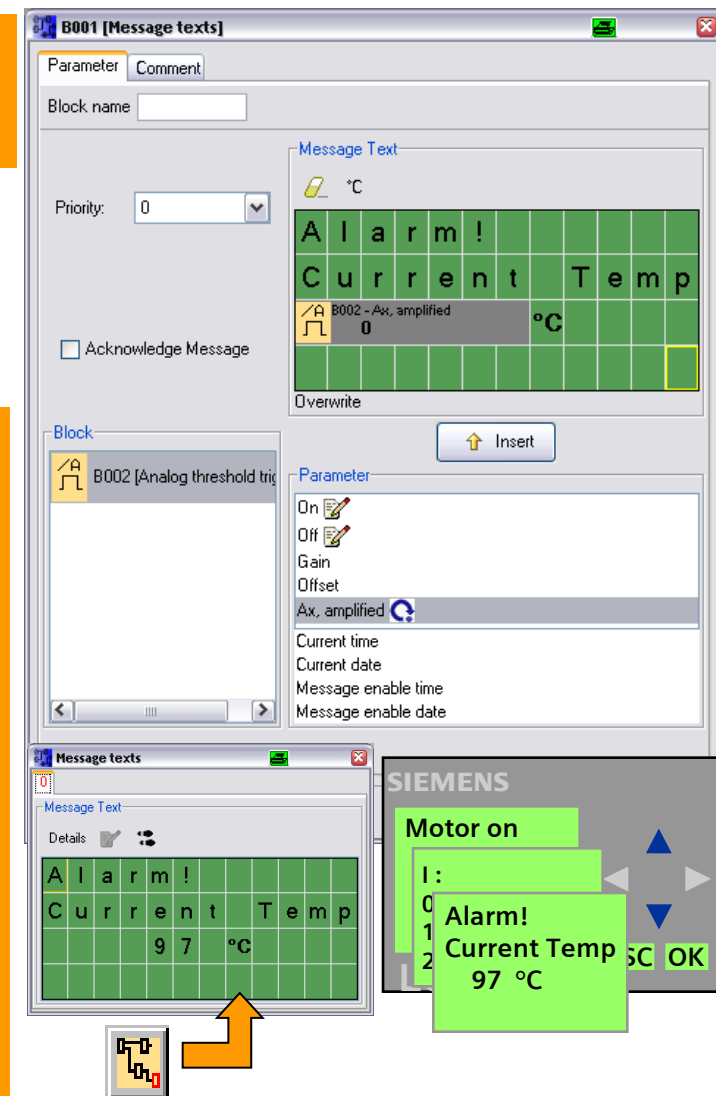 B001 [Message texts]
Parameter
Comment
Block name
Message Text
°C
Priority:
0
Alarm!
Current Temp
B002 - Ax, amplified
0
°C
Acknowledge Message
Overwrite
Insert
Block
B002 [Analog threshold trig
Parameter
On
Off
Gain
Offset
Ax, amplified
Current time
Current date
Message enable time
Message enable date
Message texts
0
Message Text
Details
Alarm!
Current Temp
97 °C
SIEMENS
Motor on
I :
0
1
2
Alarm!
Current Temp
97 °C
SC OK